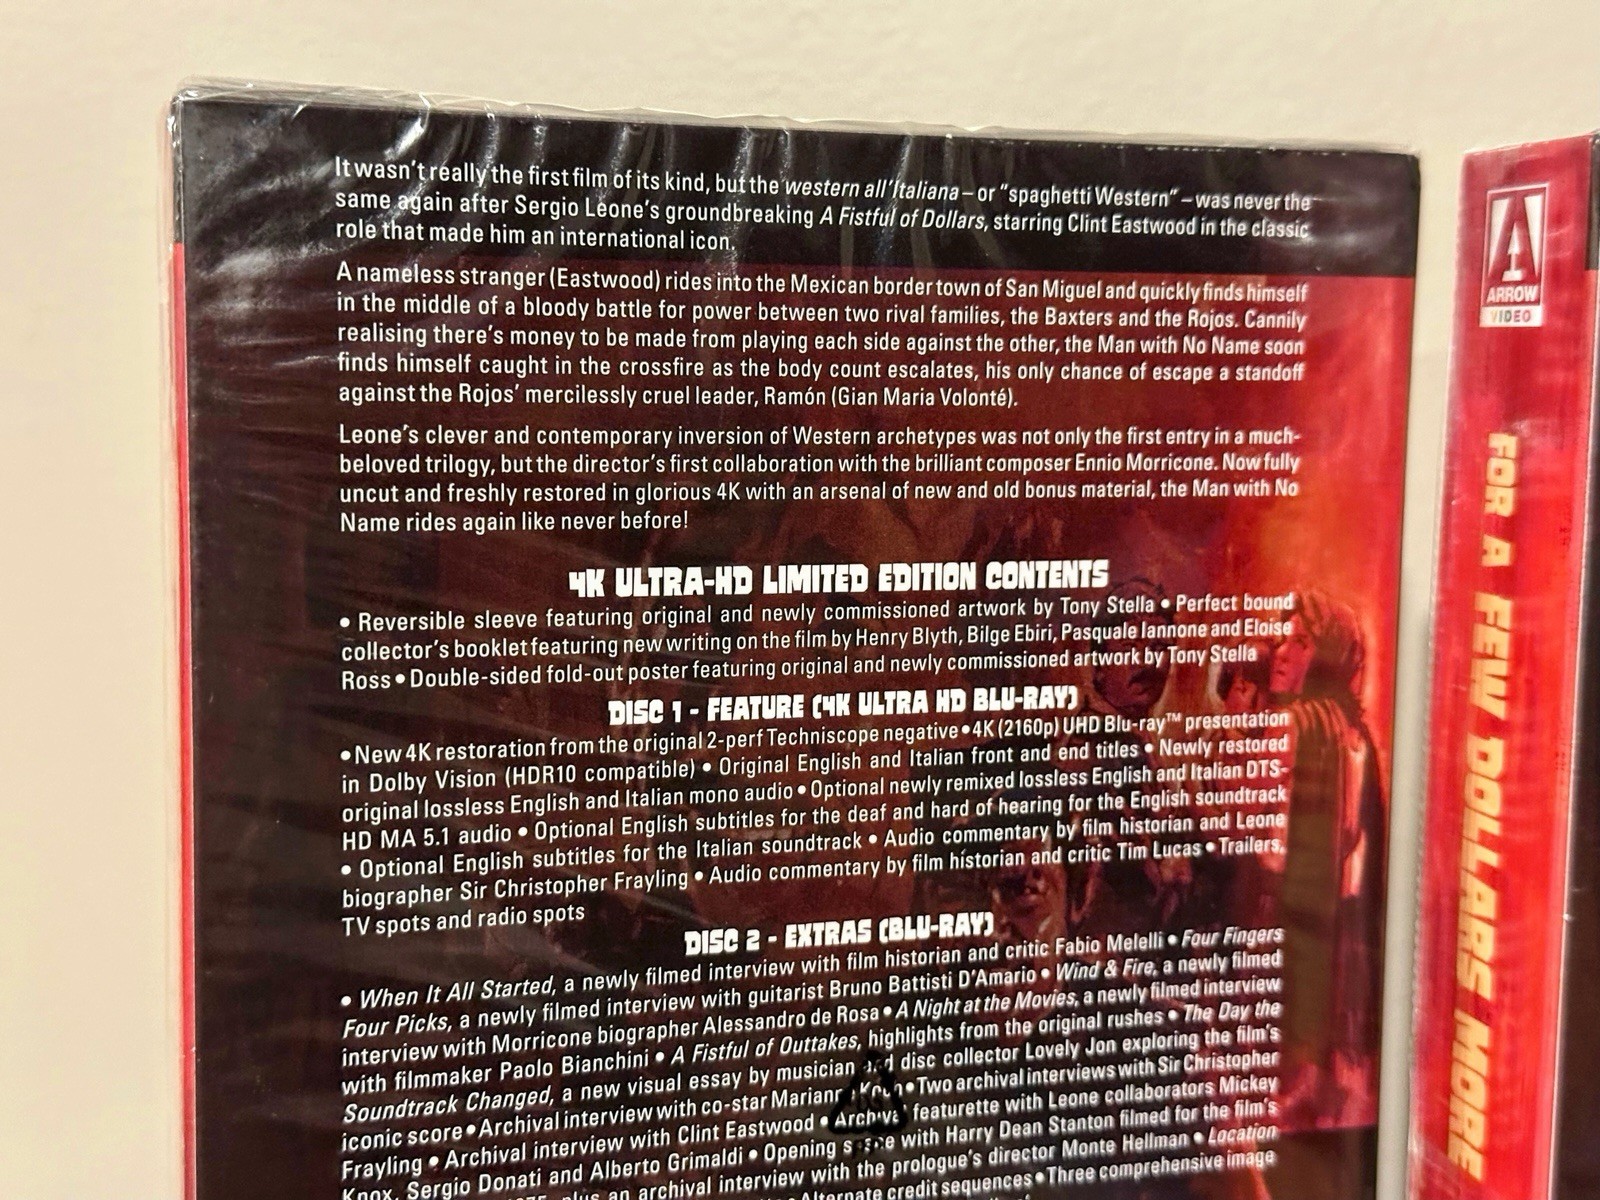 It wasn't really the first film of its kind, but the western all'Italiana – or "spaghetti Western" – was never the
same again after Sergio Leone's groundbreaking A Fistful of Dollars, starring Clint Eastwood in the classic
role that made him an international icon.
A nameless stranger (Eastwood) rides into the Mexican border town of San Miguel and quickly finds himself
in the middle of a bloody battle for power between two rival families, the Baxters and the Rojos. Cannily
realising there's money to be made from playing each side against the other, the Man with No Name soon
finds himself caught in the crossfire as the body count escalates, his only chance of escape a standoff
against the Rojos' mercilessly cruel leader, Ramón (Gian Maria Volonté).
Leone's clever and contemporary inversion of Western archetypes was not only the first entry in a much-
beloved trilogy, but the director's first collaboration with the brilliant composer Ennio Morricone. Now fully
uncut and freshly restored in glorious 4K with an arsenal of new and old bonus material, the Man with No
Name rides again like never before!
4K ULTRA-HD LIMITED EDITION CONTENTS
• Reversible sleeve featuring original and newly commissioned artwork by Tony Stella • Perfect bound
collector's booklet featuring new writing on the film by Henry Blyth, Bilge Ebiri, Pasquale Iannone and Eloise
Ross • Double-sided fold-out poster featuring original and newly commissioned artwork by Tony Stella
DISC 1 - FEATURE (4K ULTRA HD BLU-RAY)
• New 4K restoration from the original 2-perf Techniscope negative • 4K (2160p) UHD Blu-ray™ presentation
in Dolby Vision (HDR10 compatible) • Original English and Italian front and end titles • Newly restored
original lossless English and Italian mono audio • Optional newly remixed lossless English and Italian DTS-
HD MA 5.1 audio • Optional English subtitles for the deaf and hard of hearing for the English soundtrack
• Optional English subtitles for the Italian soundtrack • Audio commentary by film historian and Leone
biographer Sir Christopher Frayling • Audio commentary by film historian and critic Tim Lucas • Trailers,
TV spots and radio spots
DISC 2 - EXTRAS (BLU-RAY)
• When It All Started, a newly filmed interview with film historian and critic Fabio Melelli • Four Fingers
Four Picks, a newly filmed interview with guitarist Bruno Battisti D'Amario • Wind & Fire, a newly filmed
interview with Morricone biographer Alessandro de Rosa • A Night at the Movies, a newly filmed interview
with filmmaker Paolo Bianchini • A Fistful of Outtakes, highlights from the original rushes • The Day the
Soundtrack Changed, a new visual essay by musician and disc collector Lovely Jon exploring the film's
iconic score • Archival interview with co-star Marianne Koch • Two archival interviews with Sir Christopher
Frayling • Archival interview with Clint Eastwood • Archival featurette with Leone collaborators Mickey
Knox, Sergio Donati and Alberto Grimaldi • Opening s with Harry Dean Stanton filmed for the film's
plus an archival interview with the prologue's director Monte Hellman • Location
Alternate credit sequences • Three comprehensive image
ARROW
VIDEO
FOR A FEW DOLLARS MORE